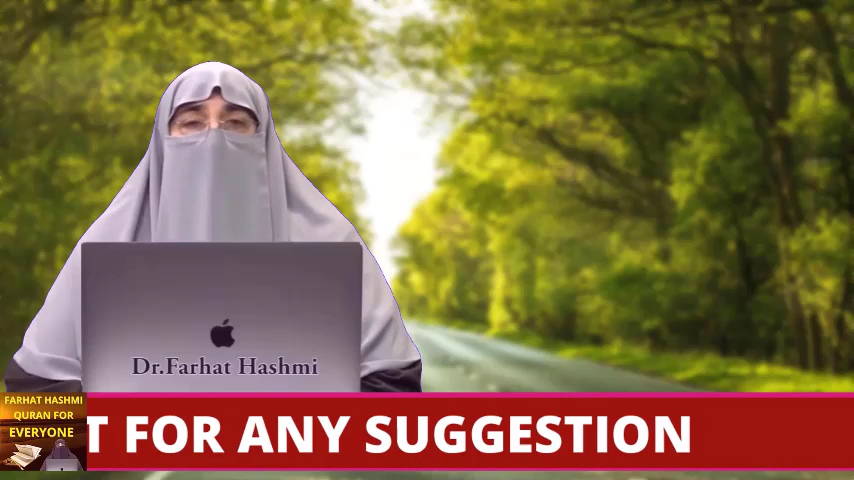 Dr.Farhat Hashmi
FARHAT HASHMI
QURAN FOR
EVERYONE
T FOR ANY SUGGESTION